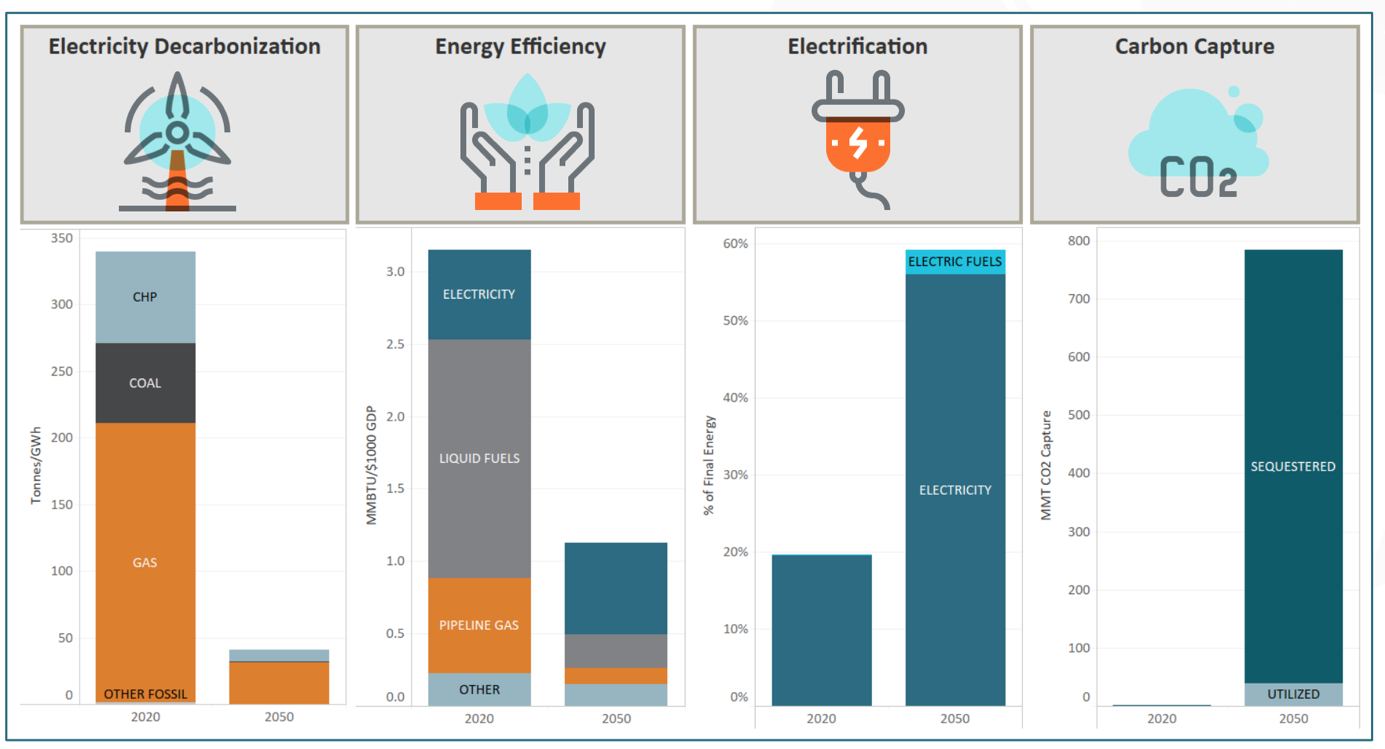 Electricity Decarbonization
Energy Efficiency
Electrification
Carbon Capture
CO2
Tonnes/GWh
350
300
250
200
150
100
50
0
CHP
COAL
GAS
OTHER FOSSIL
2020
2050
MMBTU/$1000 GDP
3.0
2.5
2.0
1.5
1.0
0.5
0.0
ELECTRICITY
LIQUID FUELS
PIPELINE GAS
OTHER
2020
2050
% of Final Energy
60%
50%
40%
30%
20%
10%
0%
ELECTRIC FUELS
ELECTRICITY
2020
2050
MMT CO2 Capture
800
700
600
500
400
300
200
100
0
SEQUESTERED
UTILIZED
2020
2050